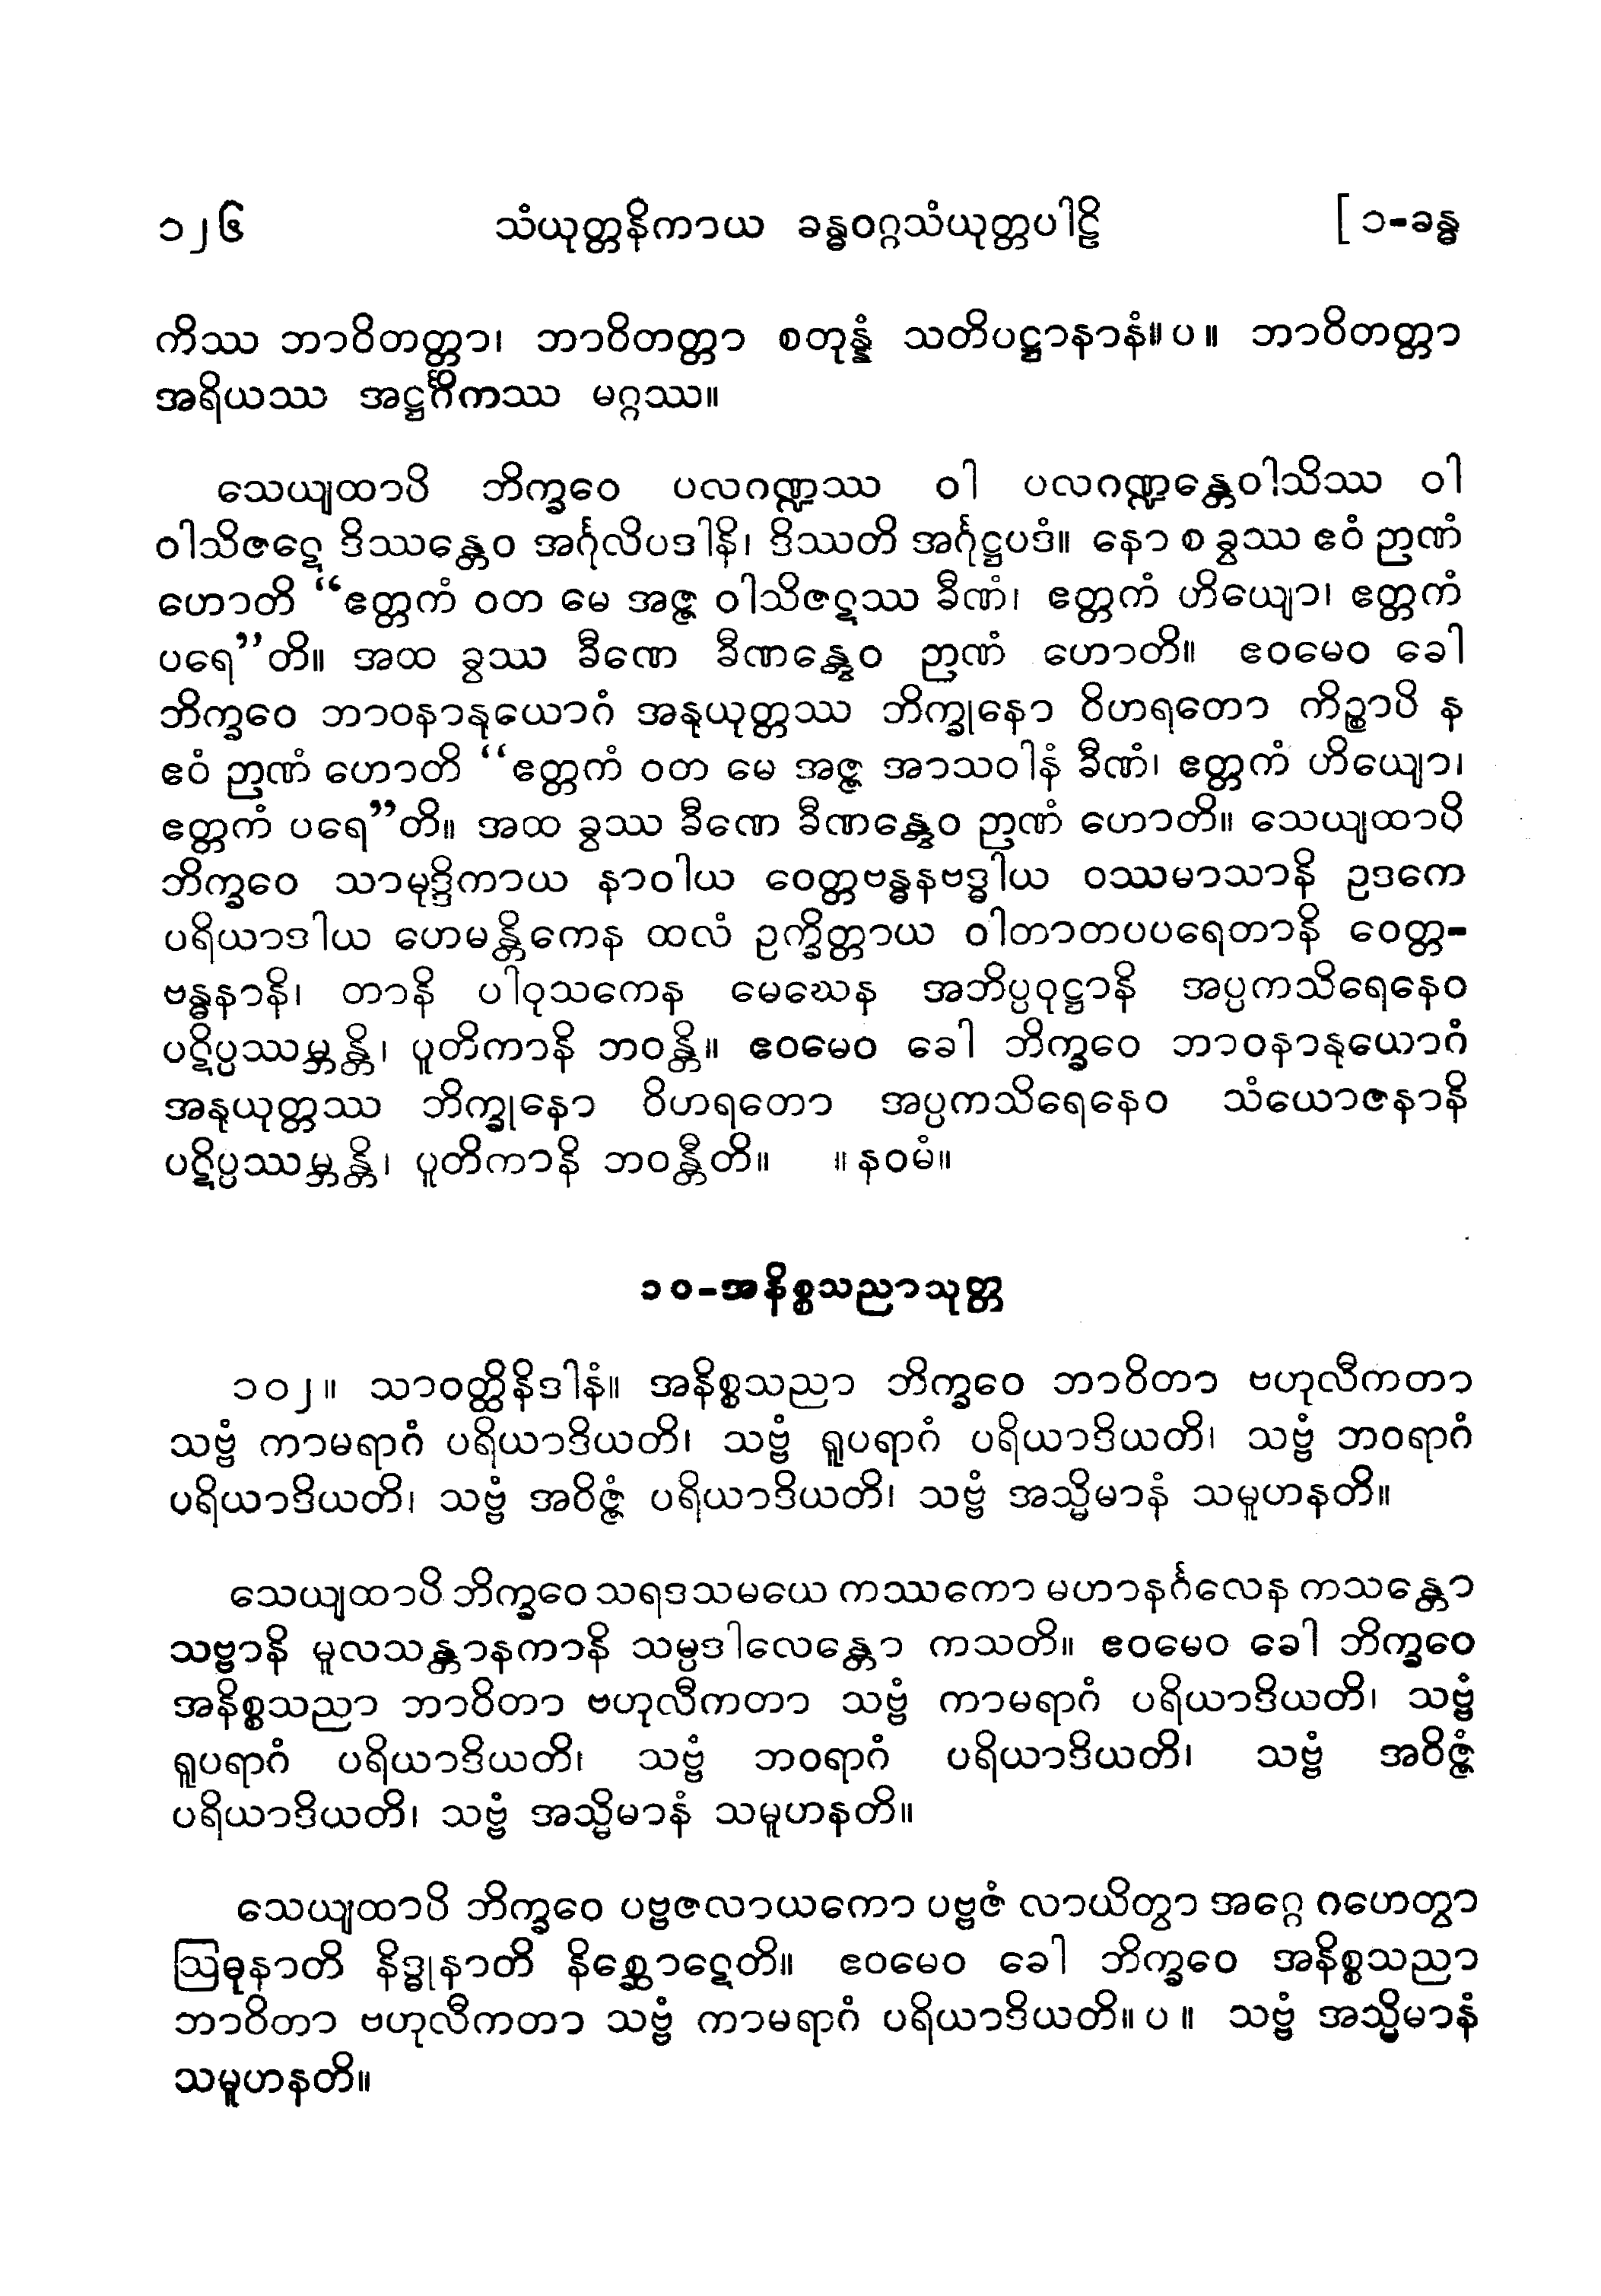 ၁၂၆ သံယုတ္တနိကာယ ခန္ဓဝဂ္ဂသံယုတ္တပါဠိ [ ၁-ခန္ဓ
ကိဿ ဘာဝိတတ္တာ၊ ဘာဝိတတ္တာ စတုန္နံ သတိပဋ္ဌာနာနံ။ ပ ။ ဘာဝိတတ္တာ
အရိယဿ အဋ္ဌင်္ဂိကဿ မဂ္ဂဿ။
သေယျထာပိ ဘိက္ခဝေ ပလဂဏ္ဍဿ ဝါ ပလဂဏ္ဍန္တေဝါသိဿ ဝါ
ဝါသိဇဋေ ဒိဿန္တေဝ အင်္ဂုလိပဒါနိ၊ ဒိဿတိ အင်္ဂုဋ္ဌပဒံ။ နော စ ခွဿ ဧဝံ ဉာဏံ
ဟောတိ “ဧတ္တကံ ဝတ မေ အဇ္ဇ ဝါသိဇဋဿ ခီဏံ၊ ဧတ္တကံ ဟိယျော၊ ဧတ္တကံ
ပရေ”တိ။ အထ ခွဿ ခီဏေ ခီဏန္တွေဝ ဉာဏံ ဟောတိ။ ဧဝမေဝ ခေါ
ဘိက္ခဝေ ဘာဝနာနုယောဂံ အနုယုတ္တဿ ဘိက္ခုနော ဝိဟရတော ကိဉ္စာပိ န
ဧဝံ ဉာဏံ ဟောတိ “ဧတ္တကံ ဝတ မေ အဇ္ဇ အာသဝါနံ ခီဏံ၊ ဧတ္တကံ ဟိယျော၊
ဧတ္တကံ ပရေ”တိ။ အထ ခွဿ ခီဏေ ခီဏန္တွေဝ ဉာဏံ ဟောတိ။ သေယျထာပိ
ဘိက္ခဝေ သာမုဒ္ဒိကာယ နာဝါယ ဝေတ္တဗန္ဓနဗဒ္ဓါယ ဝဿမာသာနိ ဥဒကေ
ပရိယာဒါယ ဟေမန္တိကေန ထလံ ဥက္ခိတ္တာယ ဝါတာတပပရေတာနိ ဝေတ္တ-
ဗန္ဓနာနိ၊ တာနိ ပါဝုသကေန မေဃေန အဘိပ္ပဝုဋ္ဌာနိ အပ္ပကသိရေနေဝ
ပဋိပ္ပဿမ္ဘန္တိ၊ ပူတိကာနိ ဘဝန္တိ။ ဧဝမေဝ ခေါ ဘိက္ခဝေ ဘာဝနာနုယောဂံ
အနုယုတ္တဿ ဘိက္ခုနော ဝိဟရတော အပ္ပကသိရေနေဝ သံယောဇနာနိ
ပဋိပ္ပဿမ္ဘန္တိ၊ ပူတိကာနိ ဘဝန္တီတိ။ ။ နဝမံ။
၁၀-အနိစ္စသညာသုတ္တ
၁၀၂။ သာဝတ္ထိနိဒါနံ။ အနိစ္စသညာ ဘိက္ခဝေ ဘာဝိတာ ဗဟုလီကတာ
သဗ္ဗံ ကာမရာဂံ ပရိယာဒိယတိ၊ သဗ္ဗံ ရူပရာဂံ ပရိယာဒိယတိ၊ သဗ္ဗံ ဘဝရာဂံ
ပရိယာဒိယတိ၊ သဗ္ဗံ အဝိဇ္ဇံ ပရိယာဒိယတိ၊ သဗ္ဗံ အသ္မိမာနံ သမူဟနတိ။
သေယျထာပိ ဘိက္ခဝေ သရဒသမယေ ကဿကော မဟာနင်္ဂလေန ကသန္တော
သဗ္ဗာနိ မူလသန္တာနကာနိ သမ္ပဒါလေန္တော ကသတိ။ ဧဝမေဝ ခေါ ဘိက္ခဝေ
အနိစ္စသညာ ဘာဝိတာ ဗဟုလီကတာ သဗ္ဗံ ကာမရာဂံ ပရိယာဒိယတိ၊ သဗ္ဗံ
ရူပရာဂံ ပရိယာဒိယတိ၊ သဗ္ဗံ ဘဝရာဂံ ပရိယာဒိယတိ၊ သဗ္ဗံ အဝိဇ္ဇံ
ပရိယာဒိယတိ၊ သဗ္ဗံ အသ္မိမာနံ သမူဟနတိ။
သေယျထာပိ ဘိက္ခဝေ ပဗ္ဗဇလာယကော ပဗ္ဗဇံ လာယိတွာ အဂ္ဂေ ဂဟေတွာ
ဩဓုနာတိ နိဒ္ဓုနာတိ နိစ္ဆောဋေတိ။ ဧဝမေဝ ခေါ ဘိက္ခဝေ အနိစ္စသညာ
ဘာဝိတာ ဗဟုလီကတာ သဗ္ဗံ ကာမရာဂံ ပရိယာဒိယတိ။ ပ ။ သဗ္ဗံ အသ္မိမာနံ
သမူဟနတိ။